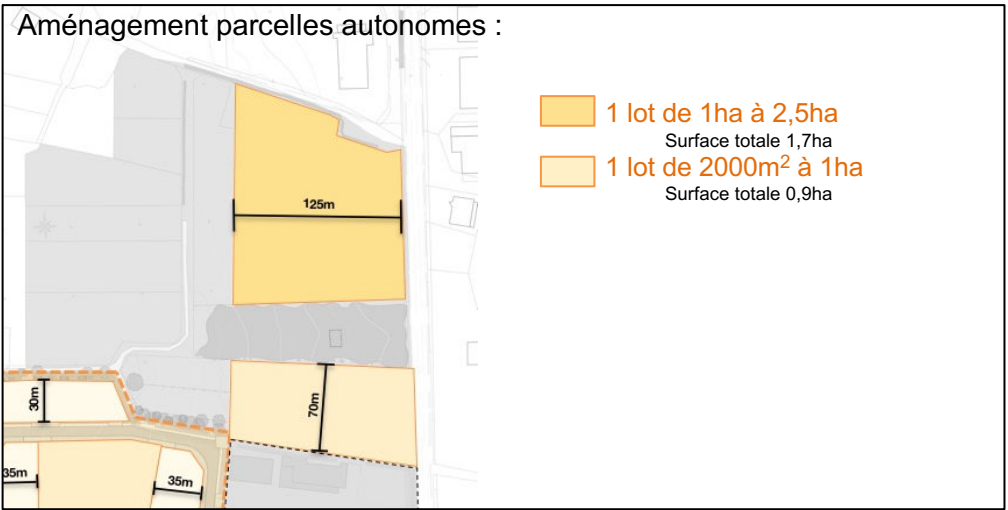 Aménagement parcelles autonomes :
1 lot de 1ha à 2,5ha
Surface totale 1,7ha
1 lot de 2000m² à 1ha
Surface totale 0,9ha
125m
70m
30m
35m
35m